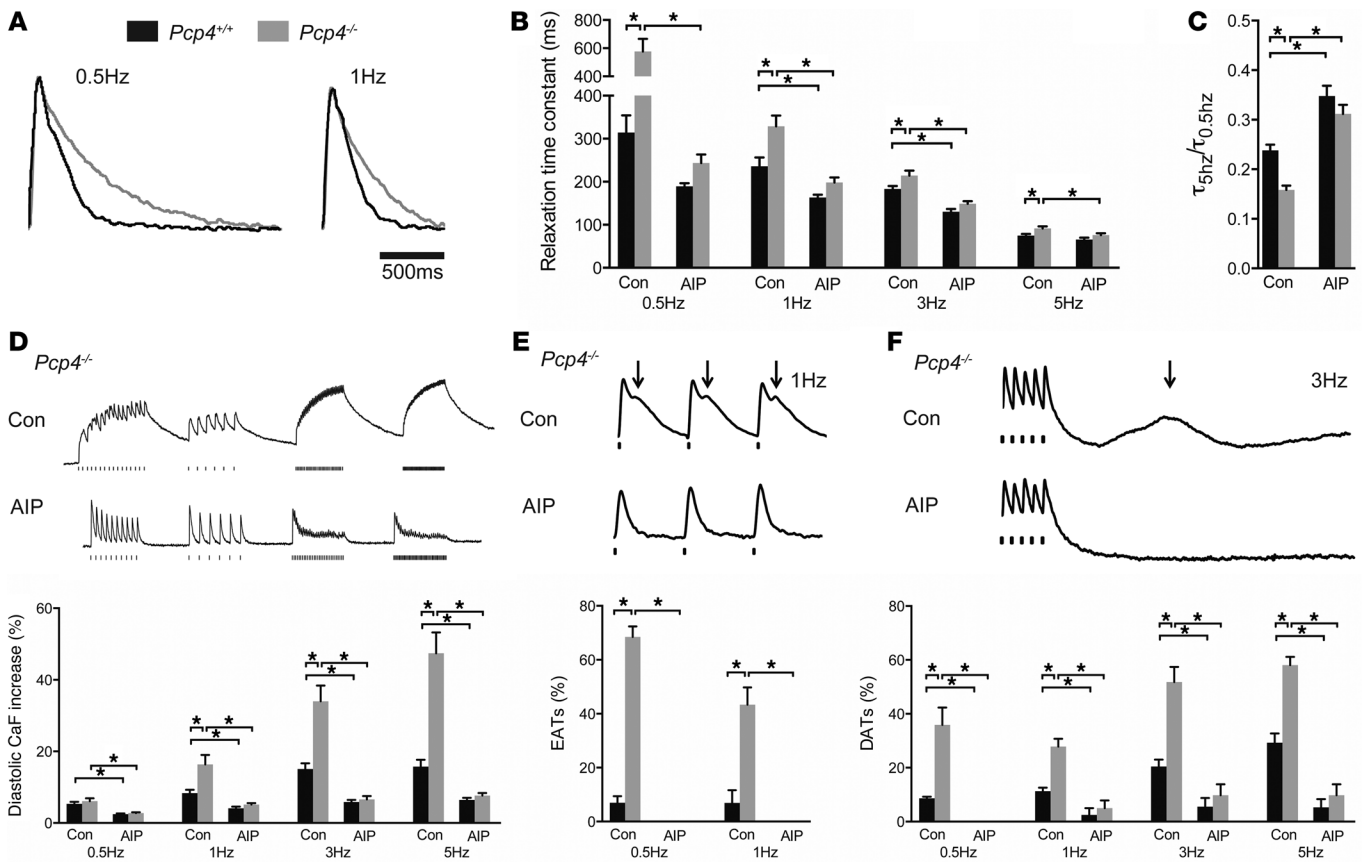 A
Pcp4+/+ Pcp4-/-
0.5Hz 1Hz
500ms
B
Relaxation time constant (ms)
800
600
400
400
300
200
100
0
* * * * * * * * * * *
Con AIP Con AIP Con AIP Con AIP
0.5Hz 1Hz 3Hz 5Hz
C
τ5hz/τ0.5hz
0.5
0.4
0.3
0.2
0.1
0.0
* * *
Con AIP
D
Pcp4-/-
Con
AIP
Diastolic CaF increase (%)
60
40
20
0
* * * * * * * * * * *
Con AIP Con AIP Con AIP Con AIP
0.5Hz 1Hz 3Hz 5Hz
E
Pcp4-/-
1Hz
Con
AIP
EATs (%)
80
60
40
20
0
* * * *
Con AIP Con AIP
0.5Hz 1Hz
F
Pcp4-/-
3Hz
Con
AIP
DATs (%)
80
60
40
20
0
* * * * * * * * * * * *
Con AIP Con AIP Con AIP Con AIP
0.5Hz 1Hz 3Hz 5Hz